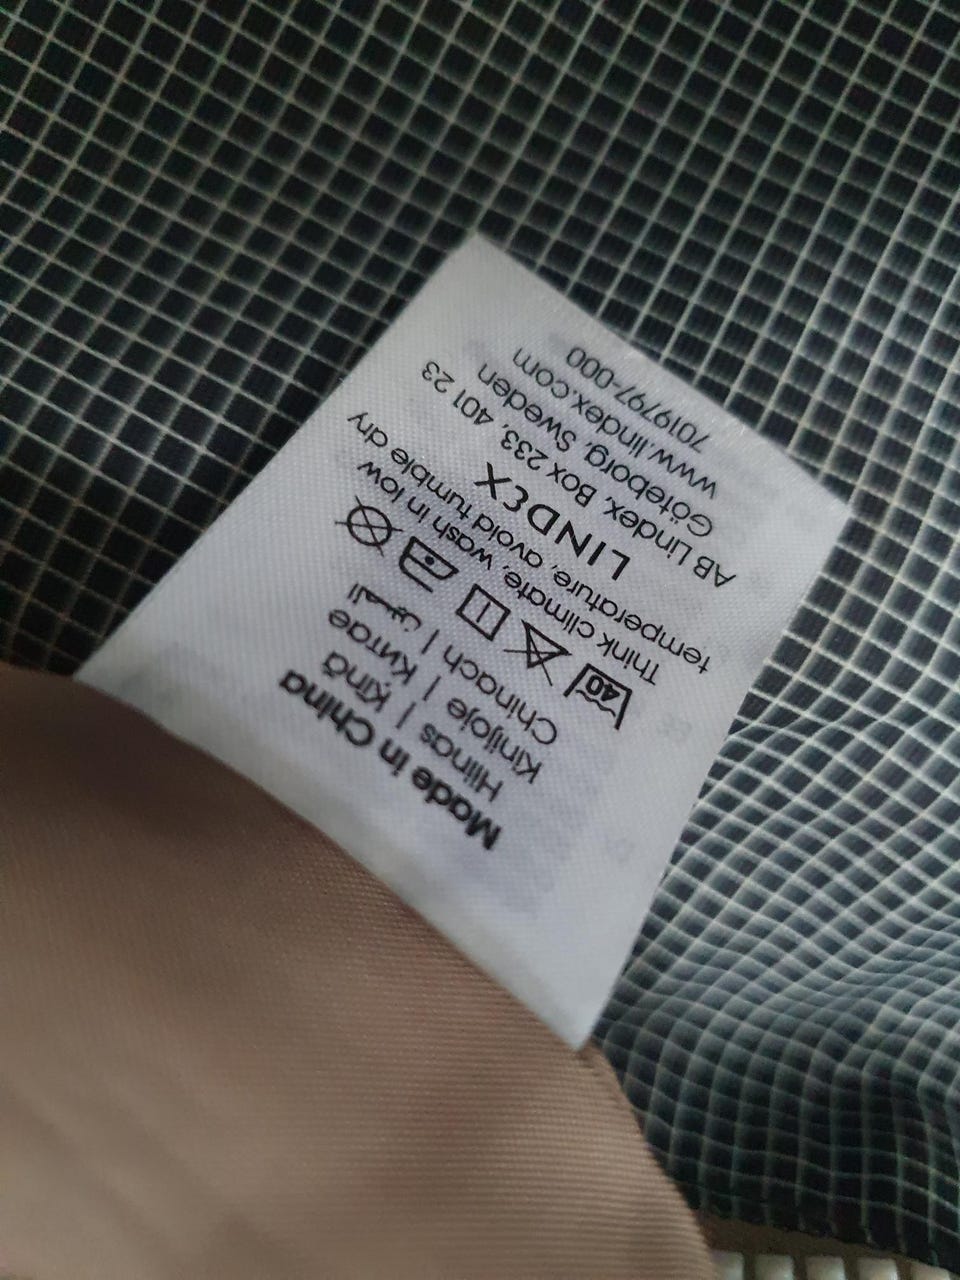 Made in China
Hiinas | Ķīnā
Kinijoje | Китае
Chinach | الصين
40
Think climate, wash in low
temperature, avoid tumble dry
LINDEX
AB Lindex, Box 233, 401 23
Göteborg, Sweden
www.lindex.com
7019797-000